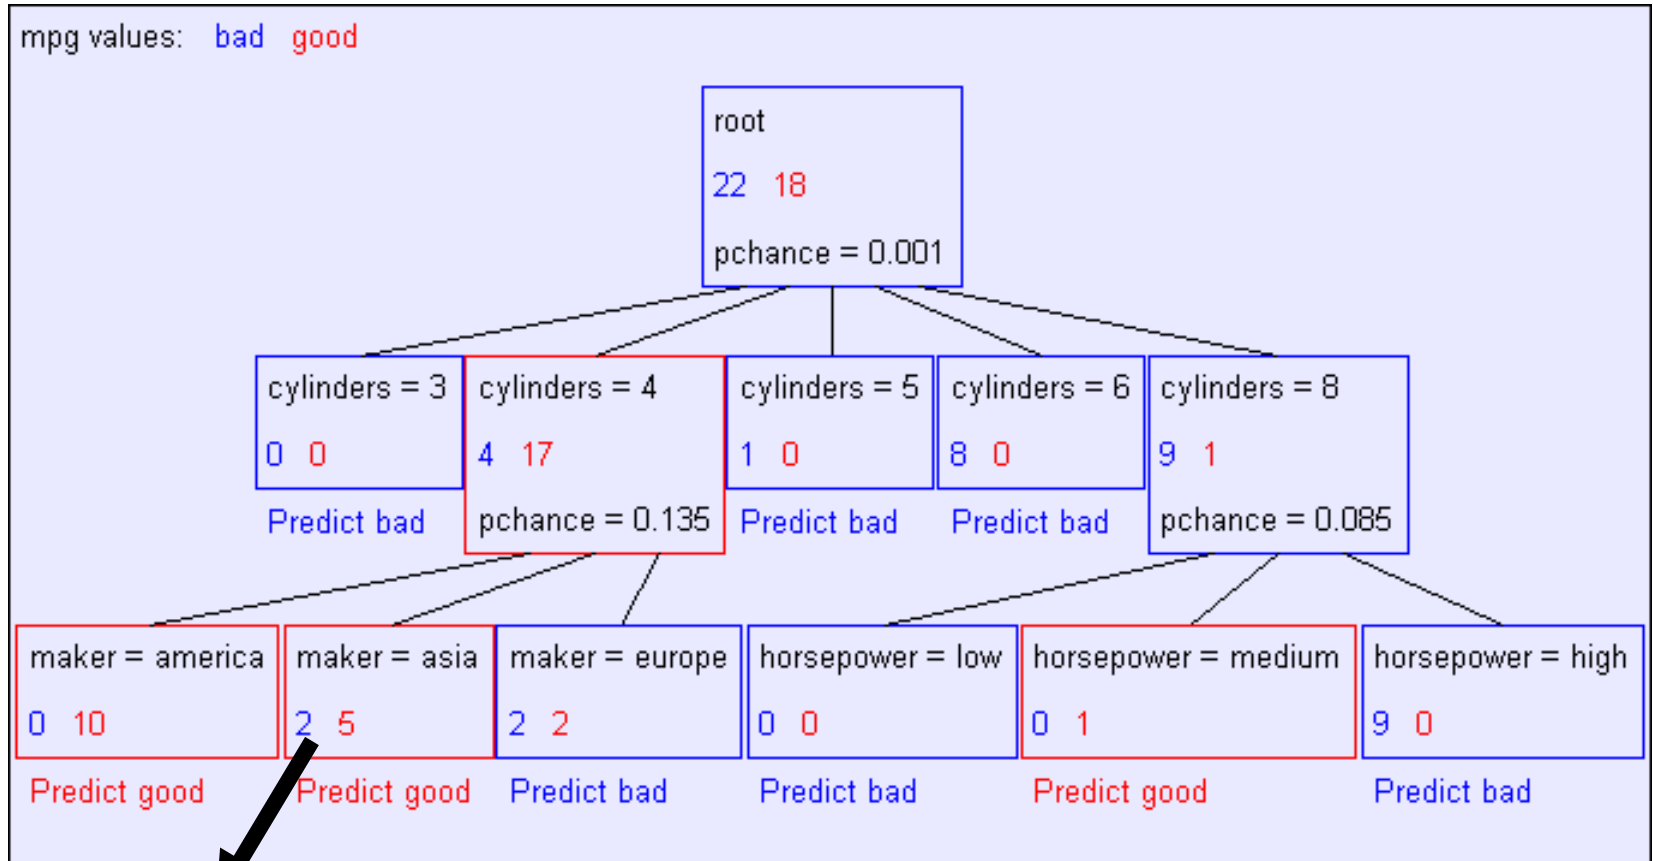 mpg values: bad good
root
22 18
pchance = 0.001
cylinders = 3
0 0
Predict bad
cylinders = 4
4 17
pchance = 0.135
cylinders = 5
1 0
Predict bad
cylinders = 6
8 0
Predict bad
cylinders = 8
9 1
pchance = 0.085
maker = america
0 10
Predict good
maker = asia
2 5
Predict good
maker = europe
2 2
Predict bad
horsepower = low
0 0
Predict bad
horsepower = medium
0 1
Predict good
horsepower = high
9 0
Predict bad